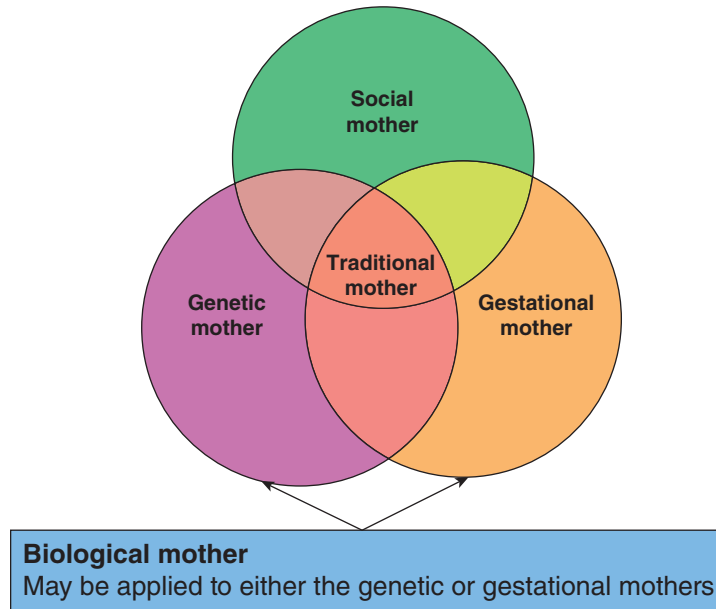 Social
mother
Traditional
mother
Genetic
mother
Gestational
mother
Biological mother
May be applied to either the genetic or gestational mothers